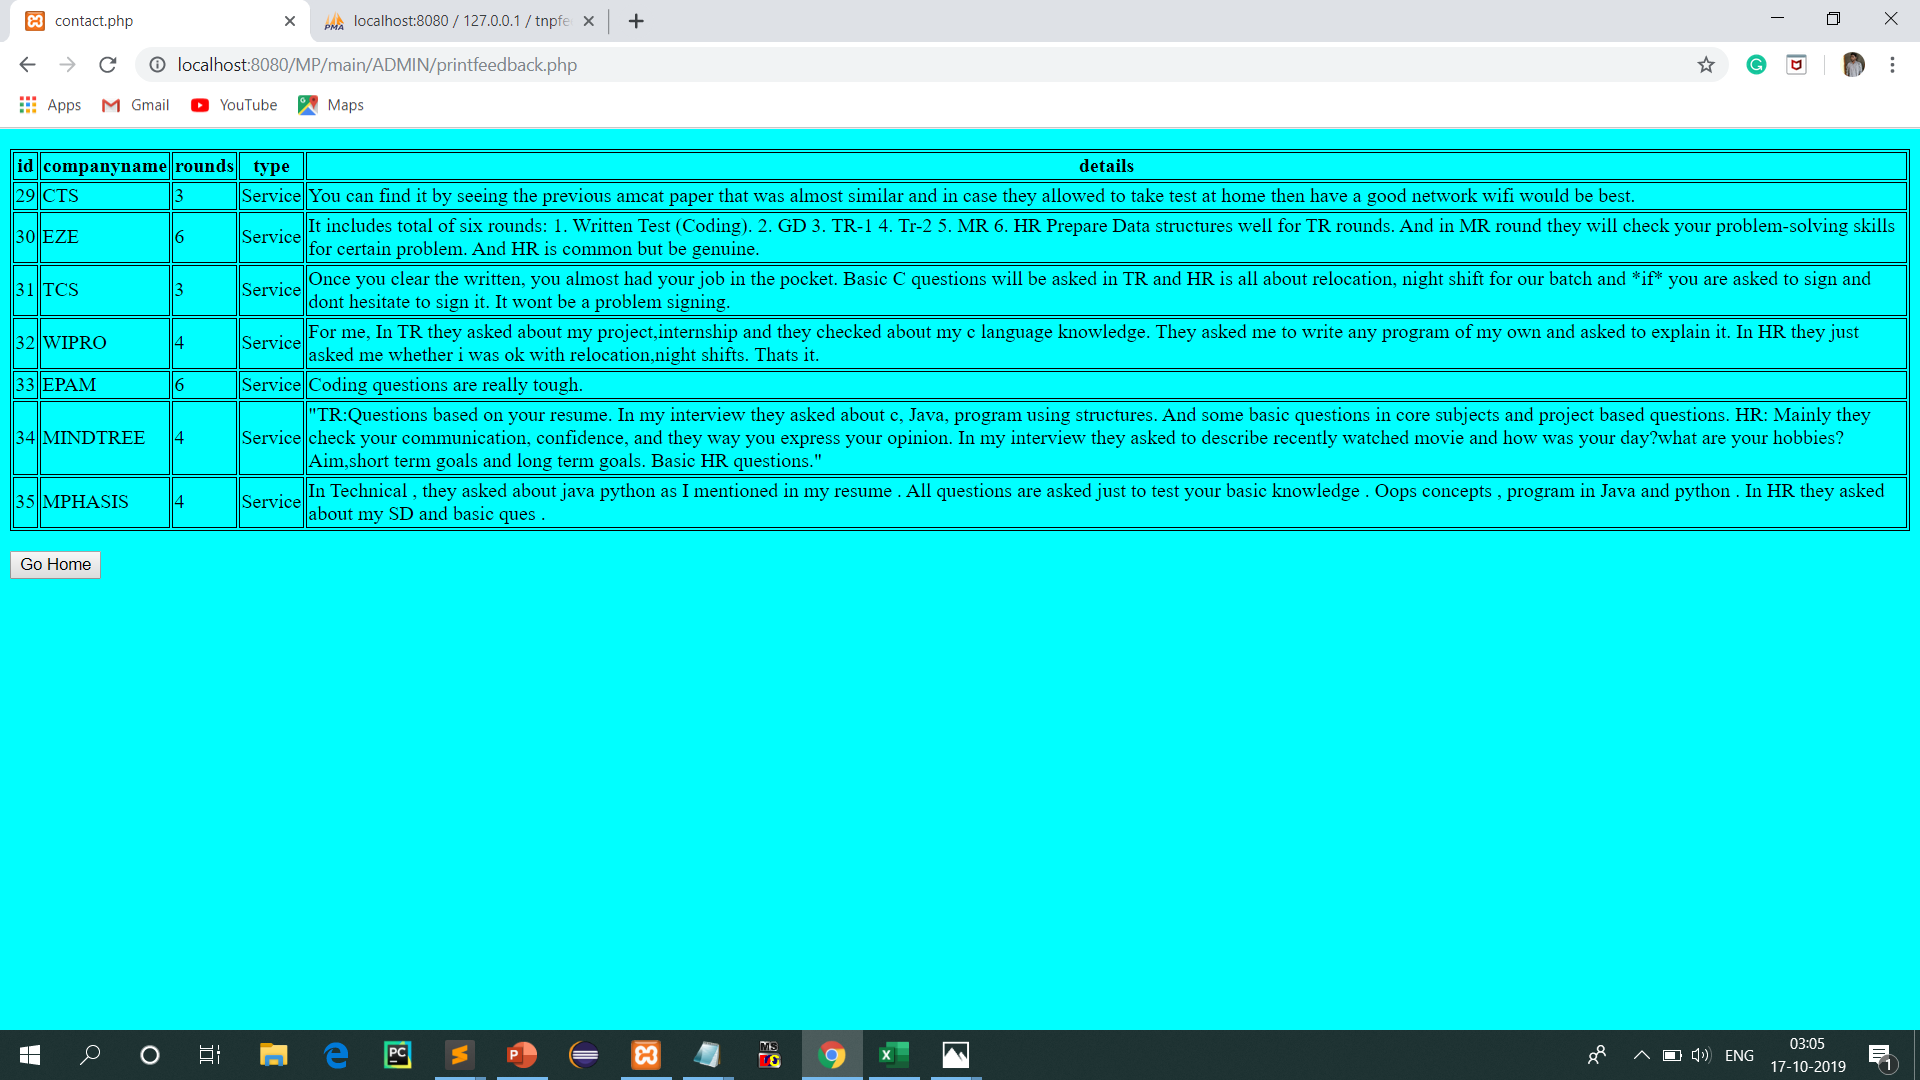 contact.php
localhost:8080 / 127.0.0.1 / tnpfe
localhost:8080/MP/main/ADMIN/printfeedback.php
Apps Gmail YouTube Maps
id companyname rounds type details
29 CTS 3 Service You can find it by seeing the previous amcat paper that was almost similar and in case they allowed to take test at home then have a good network wifi would be best.
30 EZE 6 Service It includes total of six rounds: 1. Written Test (Coding). 2. GD 3. TR-1 4. Tr-2 5. MR 6. HR Prepare Data structures well for TR rounds. And in MR round they will check your problem-solving skills
for certain problem. And HR is common but be genuine.
31 TCS 3 Service Once you clear the written, you almost had your job in the pocket. Basic C questions will be asked in TR and HR is all about relocation, night shift for our batch and *if* you are asked to sign and
dont hesitate to sign it. It wont be a problem signing.
32 WIPRO 4 Service For me, In TR they asked about my project,internship and they checked about my c language knowledge. They asked me to write any program of my own and asked to explain it. In HR they just
asked me whether i was ok with relocation,night shifts. Thats it.
33 EPAM 6 Service Coding questions are really tough.
34 MINDTREE 4 Service "TR:Questions based on your resume. In my interview they asked about c, Java, program using structures. And some basic questions in core subjects and project based questions. HR: Mainly they
check your communication, confidence, and they way you express your opinion. In my interview they asked to describe recently watched movie and how was your day?what are your hobbies?
Aim,short term goals and long term goals. Basic HR questions."
35 MPHASIS 4 Service In Technical , they asked about java python as I mentioned in my resume . All questions are asked just to test your basic knowledge . Oops concepts , program in Java and python . In HR they asked
about my SD and basic ques .
Go Home
ENG
03:05
17-10-2019
1